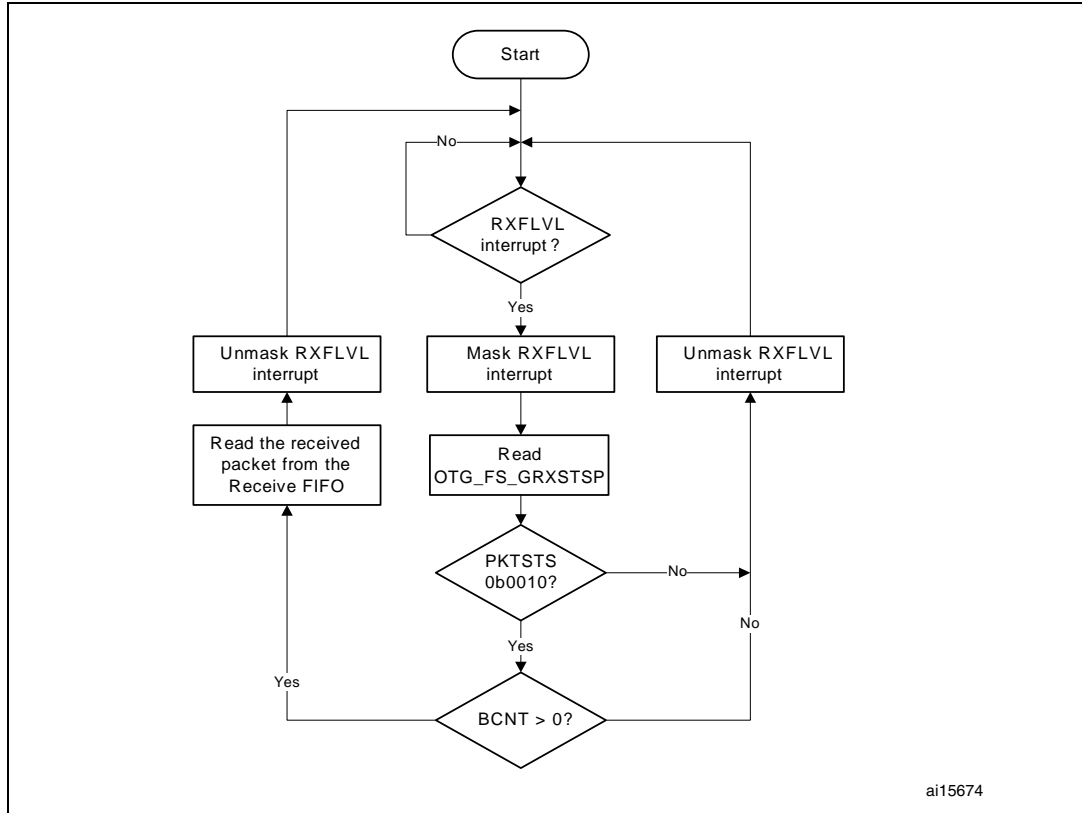 Start
No
RXFLVL
interrupt ?
Yes
Unmask RXFLVL
interrupt
Mask RXFLVL
interrupt
Unmask RXFLVL
interrupt
Read the received
packet from the
Receive FIFO
Read
OTG_FS_GRXSTSP
PKTSTS
0b0010?
No
No
Yes
Yes
BCNT > 0?
ai15674